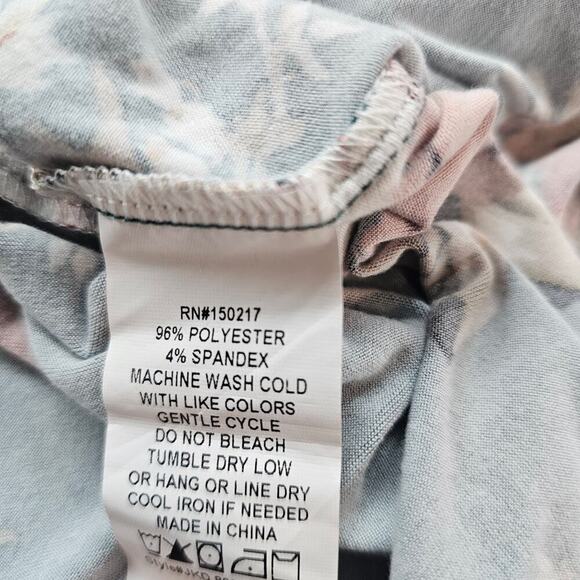 RN#150217
96% POLYESTER
4% SPANDEX
MACHINE WASH COLD
WITH LIKE COLORS
GENTLE CYCLE
DO NOT BLEACH
TUMBLE DRY LOW
OR HANG OR LINE DRY
COOL IRON IF NEEDED
MADE IN CHINA